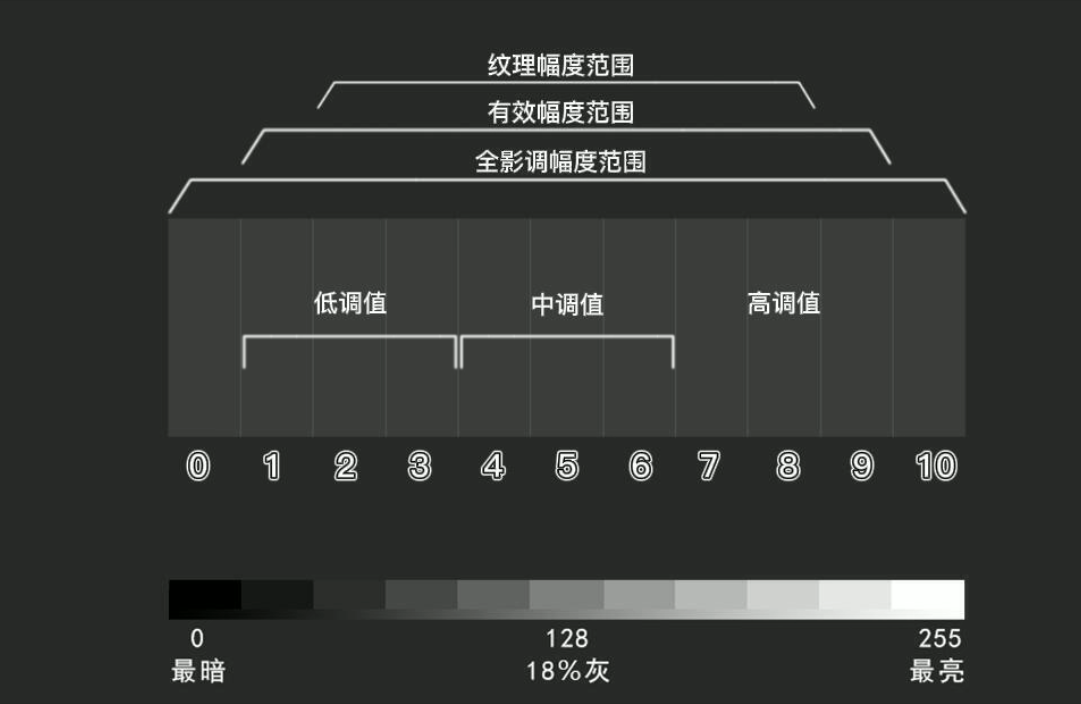 纹理幅度范围
有效幅度范围
全影调幅度范围
低调值 中调值 高调值
0 1 2 3 4 5 6 7 8 9 10
0 128 255
最暗 18%灰 最亮